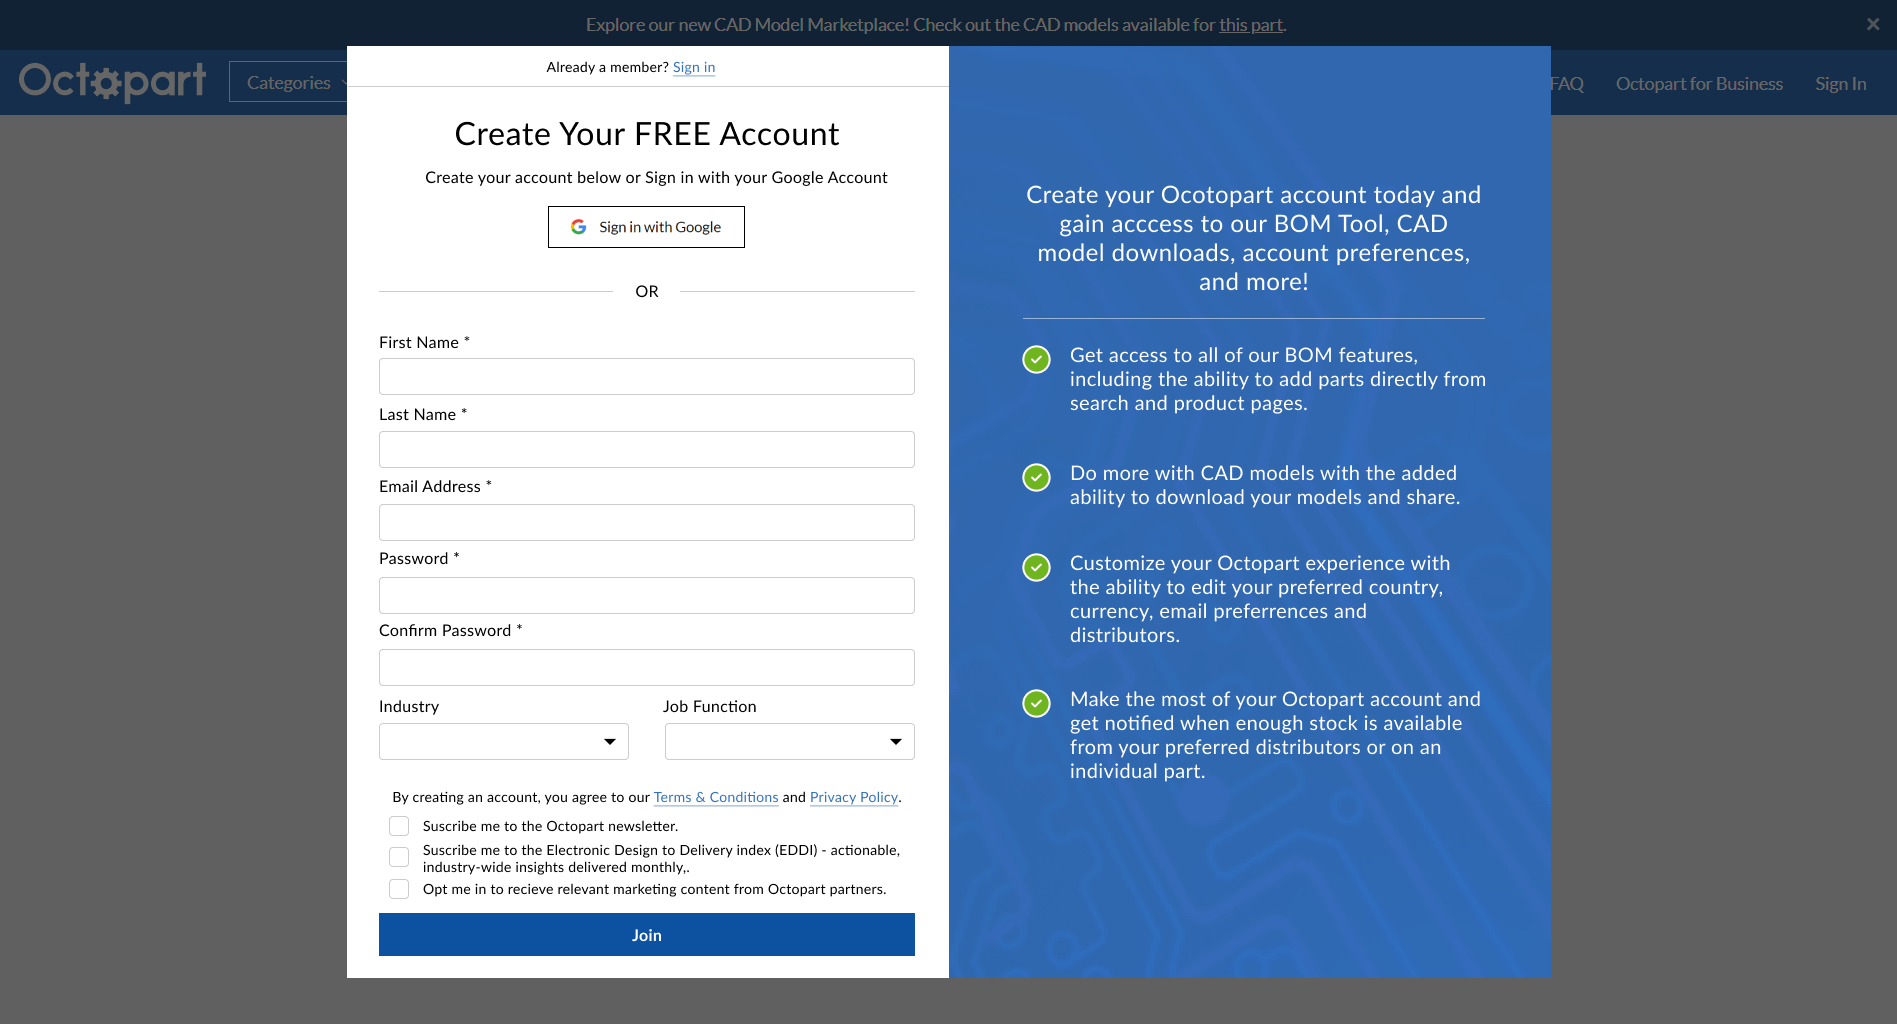 Explore our new CAD Model Marketplace! Check out the CAD models available for this part.
Octopart
Categories
FAQ
Octopart for Business
Sign In
Already a member? Sign in
Create Your FREE Account
Create your account below or Sign in with your Google Account
Sign in with Google
OR
First Name *
Last Name *
Email Address *
Password *
Confirm Password *
Industry
Job Function
By creating an account, you agree to our Terms & Conditions and Privacy Policy.
Suscribe me to the Octopart newsletter.
Suscribe me to the Electronic Design to Delivery index (EDDI) - actionable,
industry-wide insights delivered monthly,.
Opt me in to recieve relevant marketing content from Octopart partners.
Join
Create your Ocotopart account today and
gain acccess to our BOM Tool, CAD
model downloads, account preferences,
and more!
Get access to all of our BOM features,
including the ability to add parts directly from
search and product pages.
Do more with CAD models with the added
ability to download your models and share.
Customize your Octopart experience with
the ability to edit your preferred country,
currency, email preferrences and
distributors.
Make the most of your Octopart account and
get notified when enough stock is available
from your preferred distributors or on an
individual part.